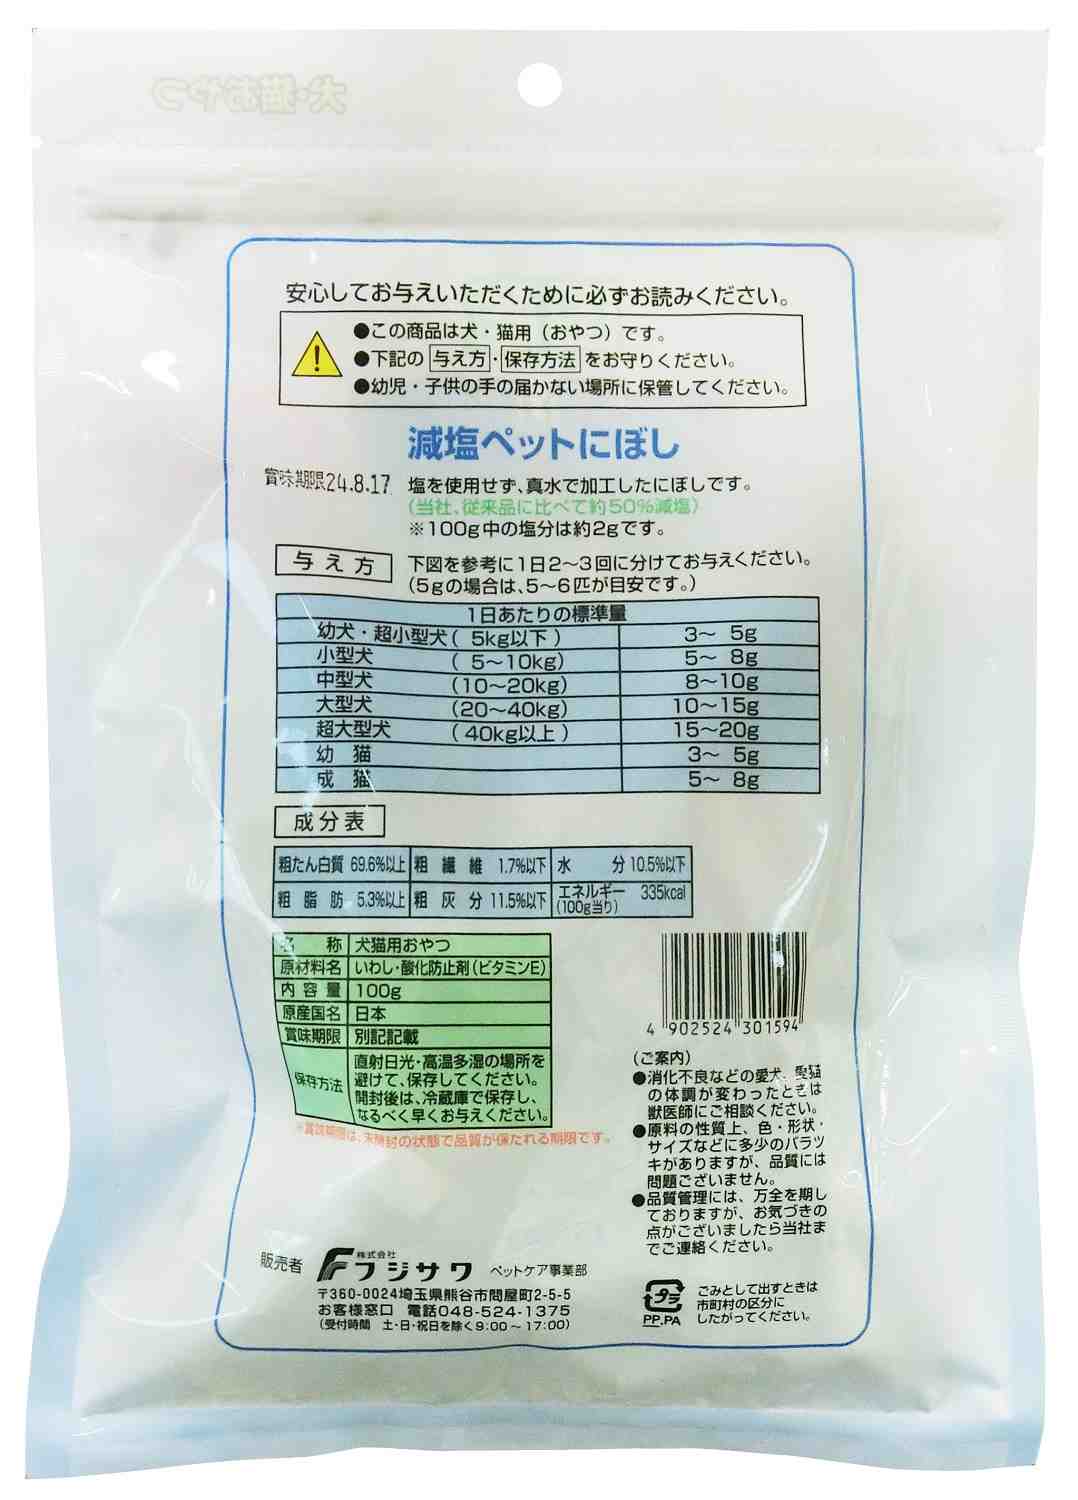 犬・猫おやつ
安心してお与えいただくために必ずお読みください。
●この商品は犬・猫用（おやつ）です。
●下記の 与え方・保存方法 をお守りください。
●幼児・子供の手の届かない場所に保管してください。
減塩ペットにぼし
賞味期限24.8.17
塩を使用せず、真水で加工したにぼしです。
(当社、従来品に比べて約50%減塩)
※100g中の塩分は約2gです。
与え方
下図を参考に1日2〜3回に分けてお与えください。
(5gの場合は、5〜6匹が目安です。)
1日あたりの標準量
幼犬・超小型犬( 5kg以下 ) 3〜 5g
小型犬 ( 5〜10kg) 5〜 8g
中型犬 (10〜20kg) 8〜10g
大型犬 (20〜40kg) 10〜15g
超大型犬 ( 40kg以上 ) 15〜20g
幼 猫 3〜 5g
成 猫 5〜 8g
成分表
粗たん白質 69.6%以上 粗繊維 1.7%以下 水分 10.5%以下
粗脂肪 5.3%以上 粗灰分 11.5%以下 エネルギー(100g当り) 335kcal
名称 犬猫用おやつ
原材料名 いわし・酸化防止剤(ビタミンE)
内容量 100g
原産国名 日本
賞味期限 別記記載
保存方法 直射日光・高温多湿の場所を
避けて、保存してください。
開封後は、冷蔵庫で保存し、
なるべく早くお与えください。
※賞味期限は、未開封の状態で品質が保たれる期限です。
4 902524 301594
(ご案内)
●消化不良などの愛犬、愛猫
の体調が変わったときは
獣医師にご相談ください。
●原料の性質上、色・形状・
サイズなどに多少のバラツ
キがありますが、品質には
問題ございません。
●品質管理には、万全を期し
ておりますが、お気づきの
点がございましたら当社ま
でご連絡ください。
販売者 株式会社フジサワ ペットケア事業部
〒360-0024埼玉県熊谷市問屋町2-5-5
お客様窓口 電話048-524-1375
(受付時間 土・日・祝日を除く9:00〜17:00)
プラ
PP,PA
ごみとして出すときは
市町村の区分に
したがってください。